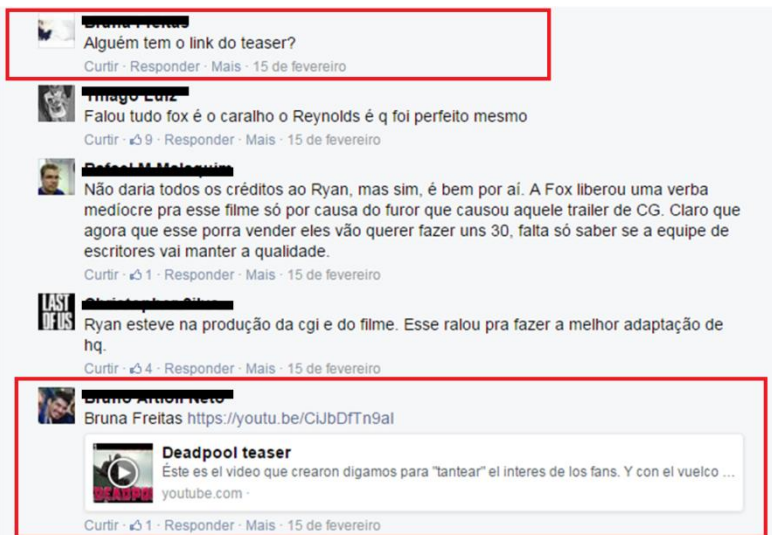 Alguém tem o link do teaser?
Curtir · Responder · Mais · 15 de fevereiro
Falou tudo fox é o caralho o Reynolds é q foi perfeito mesmo
Curtir · 9 · Responder · Mais · 15 de fevereiro
Não daria todos os créditos ao Ryan, mas sim, é bem por aí. A Fox liberou uma verba
medíocre pra esse filme só por causa do furor que causou aquele trailer de CG. Claro que
agora que esse porra vender eles vão querer fazer uns 30, falta só saber se a equipe de
escritores vai manter a qualidade.
Curtir · 1 · Responder · Mais · 15 de fevereiro
LAST
OF US
Ryan esteve na produção da cgi e do filme. Esse ralou pra fazer a melhor adaptação de
hq.
Curtir · 4 · Responder · Mais · 15 de fevereiro
Bruna Freitas https://youtu.be/CiJbDfTn9aI
Deadpool teaser
Éste es el video que crearon digamos para "tantear" el interes de los fans. Y con el vuelco ...
youtube.com ·
Curtir · 1 · Responder · Mais · 15 de fevereiro